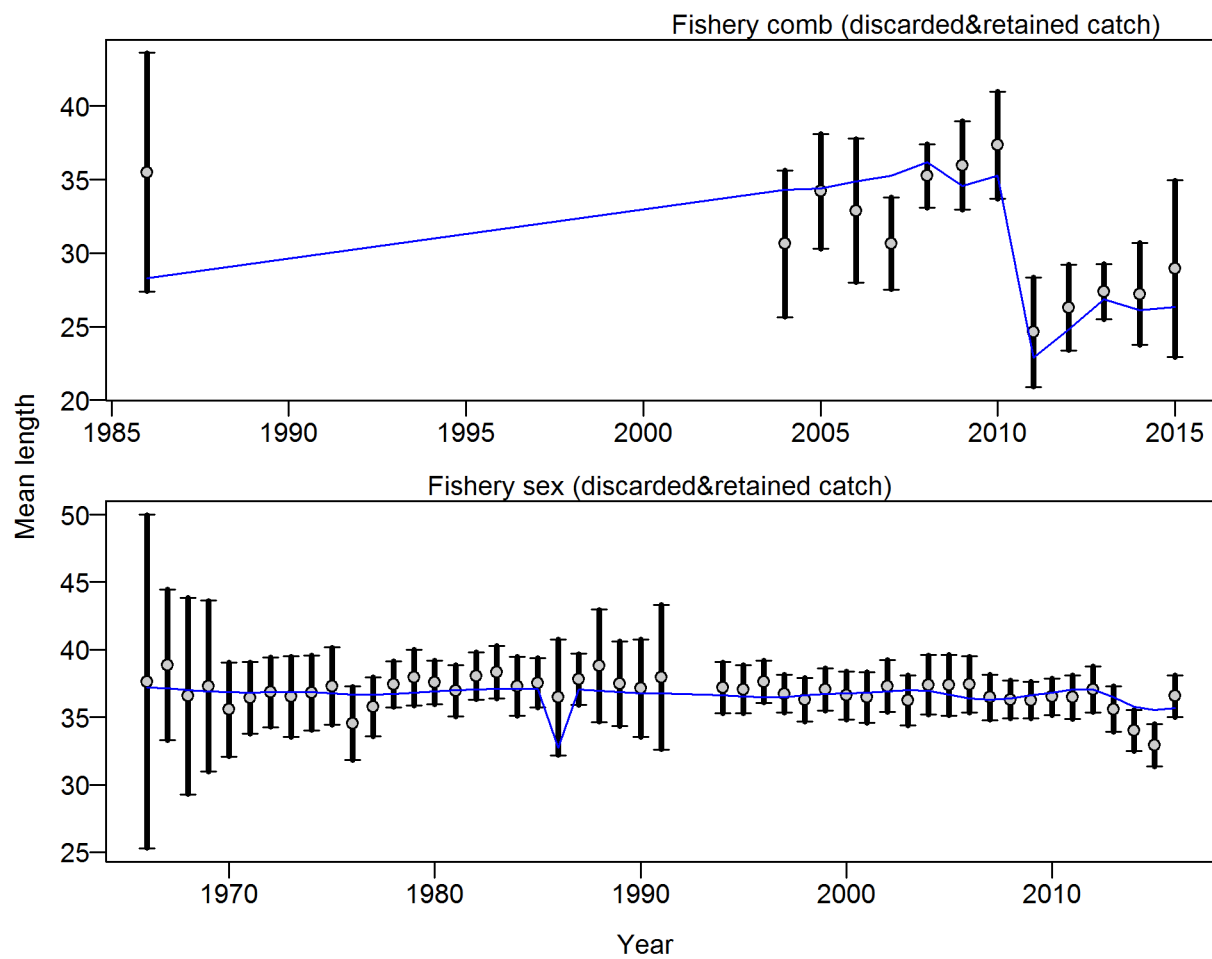 Fishery comb (discarded&retained catch)
40
35
30
25
20
1985 1990 1995 2000 2005 2010 2015
Mean length
Fishery sex (discarded&retained catch)
50
45
40
35
30
25
1970 1980 1990 2000 2010
Year